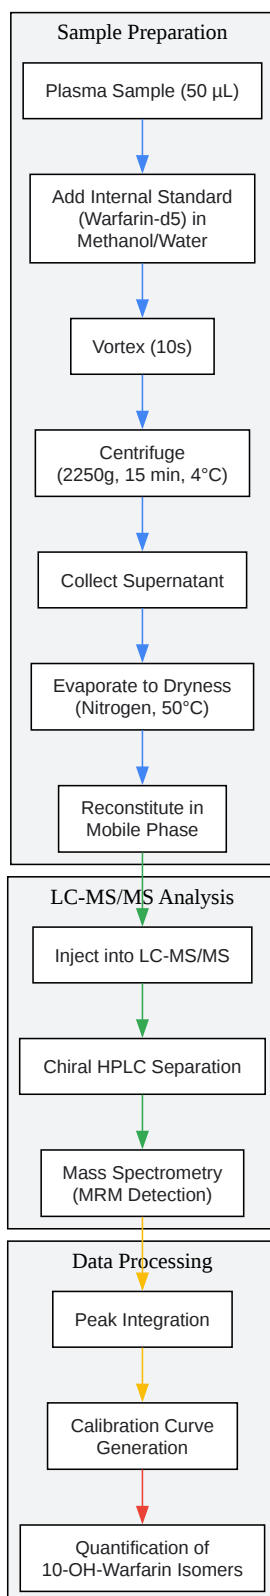 Sample Preparation
Plasma Sample (50 µL)
Add Internal Standard
(Warfarin-d5) in
Methanol/Water
Vortex (10s)
Centrifuge
(2250g, 15 min, 4°C)
Collect Supernatant
Evaporate to Dryness
(Nitrogen, 50°C)
Reconstitute in
Mobile Phase
LC-MS/MS Analysis
Inject into LC-MS/MS
Chiral HPLC Separation
Mass Spectrometry
(MRM Detection)
Data Processing
Peak Integration
Calibration Curve
Generation
Quantification of
10-OH-Warfarin Isomers